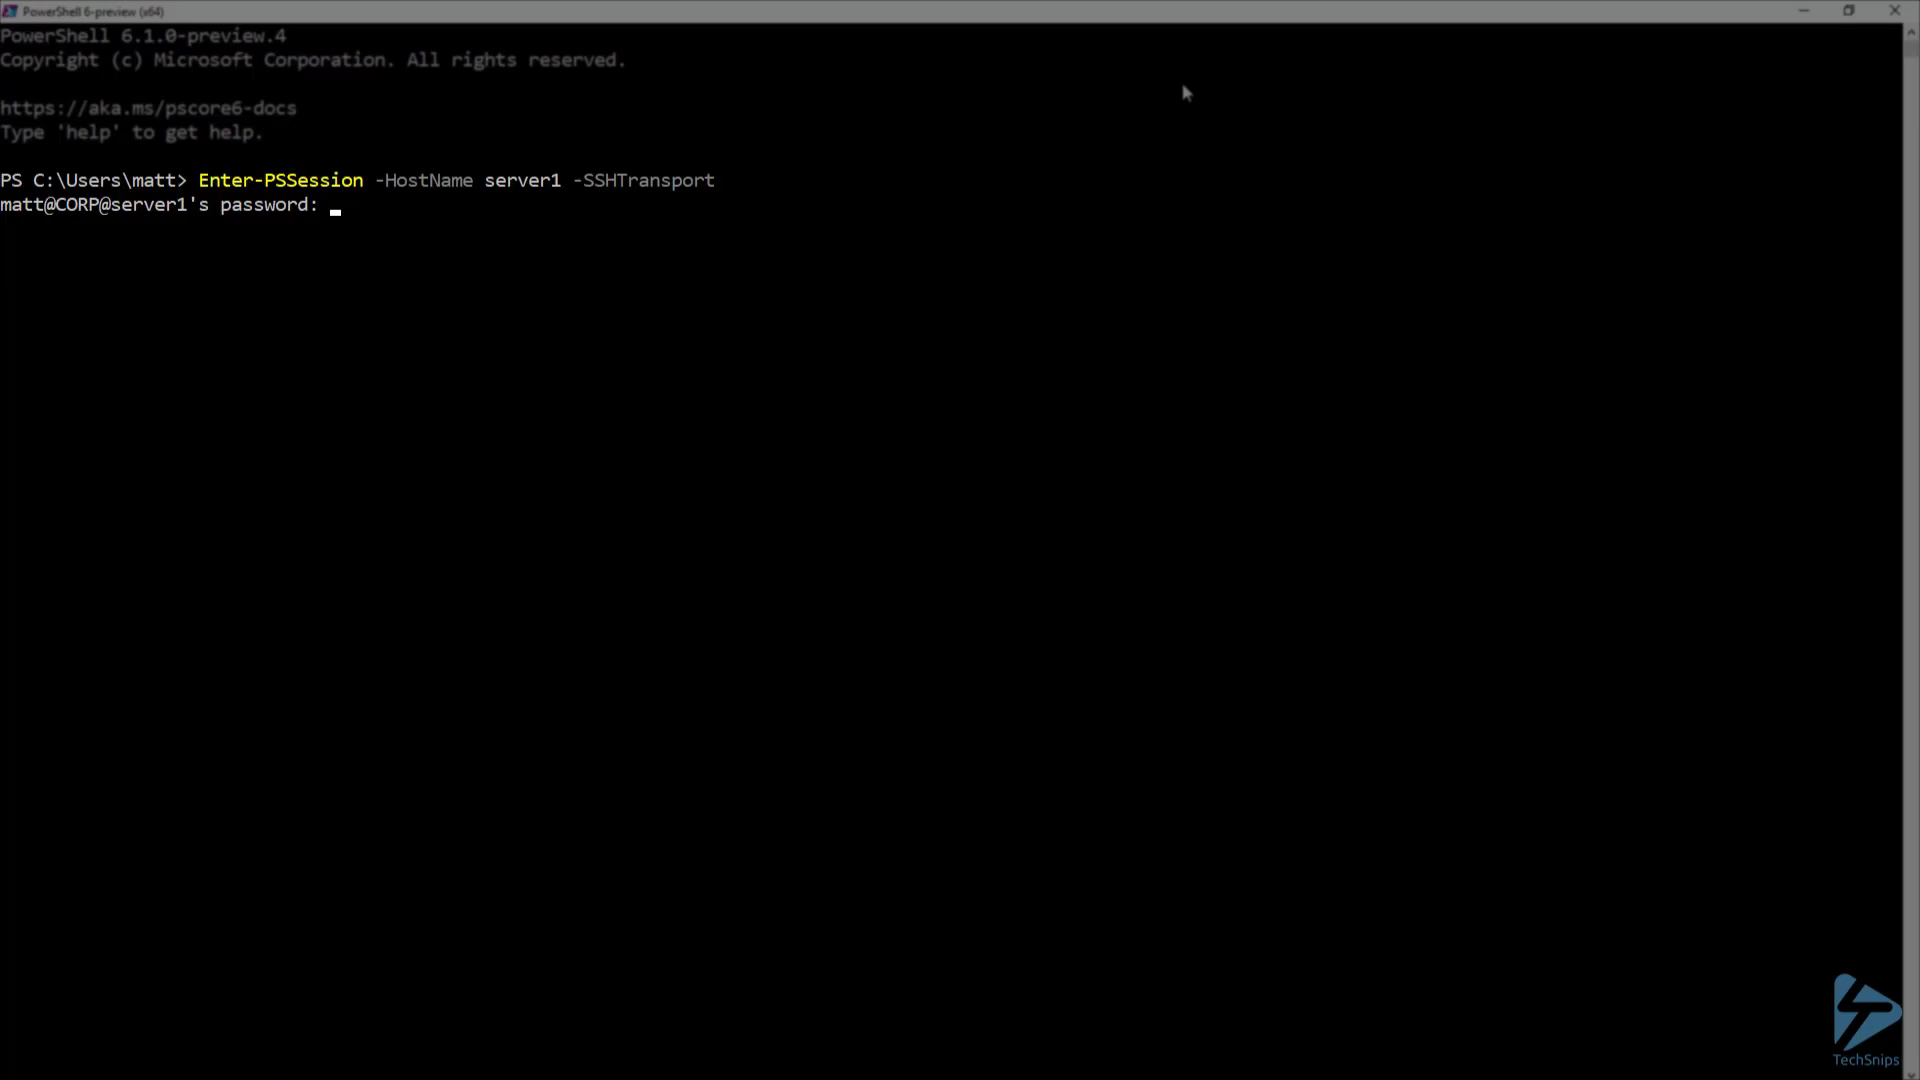 PowerShell 6-preview (x64)
PowerShell 6.1.0-preview.4
Copyright (c) Microsoft Corporation. All rights reserved.
https://aka.ms/pscore6-docs
Type 'help' to get help.
PS C:\Users\matt> Enter-PSSession -HostName server1 -SSHTransport
matt@CORP@server1's password:
TechSnips